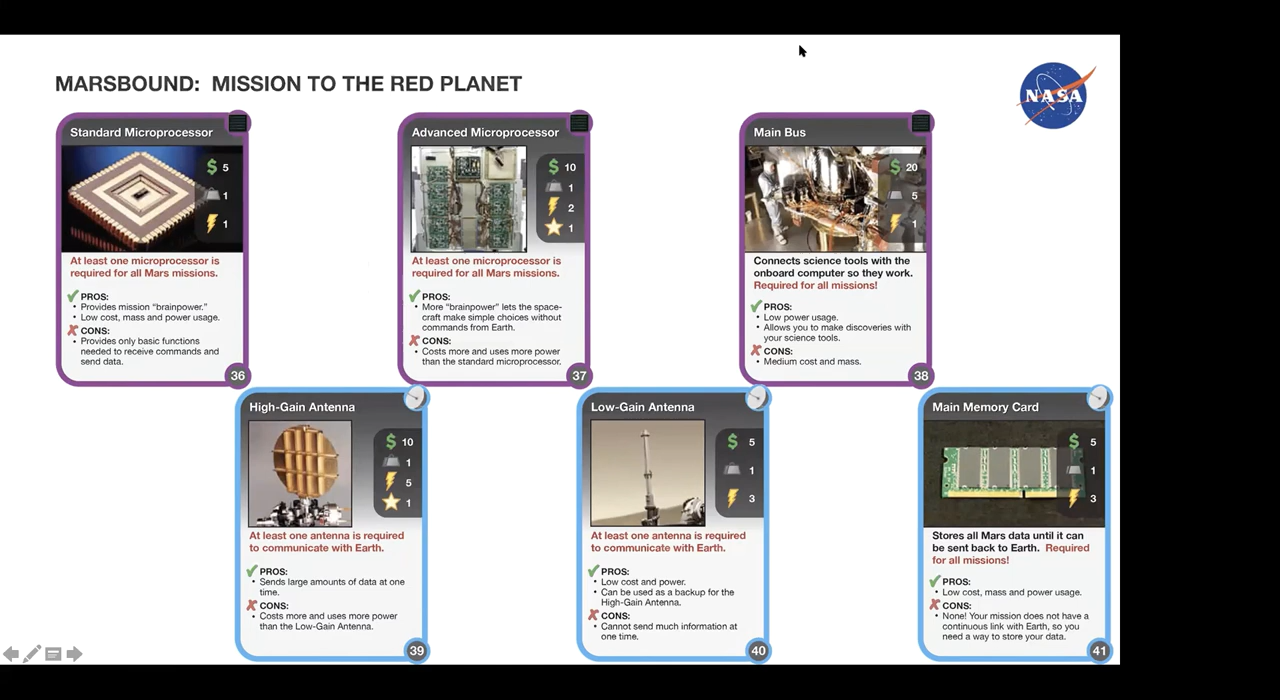 MARSBOUND: MISSION TO THE RED PLANET
NASA
Standard Microprocessor
$ 5
1
1
At least one microprocessor is
required for all Mars missions.
PROS:
• Provides mission “brainpower.”
• Low cost, mass and power usage.
CONS:
• Provides only basic functions
needed to receive commands and
send data.
36
Advanced Microprocessor
$ 10
1
2
1
At least one microprocessor is
required for all Mars missions.
PROS:
• More “brainpower” lets the space-
craft make simple choices without
commands from Earth.
CONS:
• Costs more and uses more power
than the standard microprocessor.
37
Main Bus
$ 20
5
1
Connects science tools with the
onboard computer so they work.
Required for all missions!
PROS:
• Low power usage.
• Allows you to make discoveries with
your science tools.
CONS:
• Medium cost and mass.
38
High-Gain Antenna
$ 10
1
5
1
At least one antenna is required
to communicate with Earth.
PROS:
• Sends large amounts of data at one
time.
CONS:
• Costs more and uses more power
than the Low-Gain Antenna.
39
Low-Gain Antenna
$ 5
1
3
At least one antenna is required
to communicate with Earth.
PROS:
• Low cost and power.
• Can be used as a backup for the
High-Gain Antenna.
CONS:
• Cannot send much information at
one time.
40
Main Memory Card
$ 5
1
3
Stores all Mars data until it can
be sent back to Earth. Required
for all missions!
PROS:
• Low cost, mass and power usage.
CONS:
• None! Your mission does not have a
continuous link with Earth, so you
need a way to store your data.
41